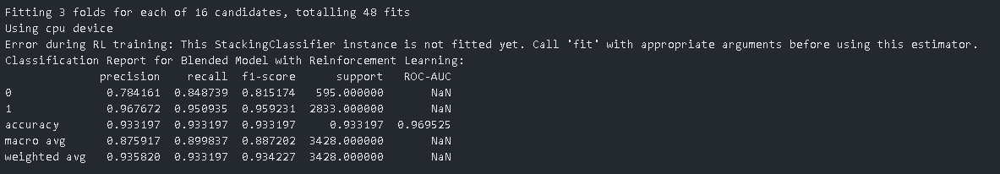 Fitting 3 folds for each of 16 candidates, totalling 48 fits
Using cpu device
Error during RL training: This StackingClassifier instance is not fitted yet. Call 'fit' with appropriate arguments before using this estimator.
Classification Report for Blended Model with Reinforcement Learning:
precision recall f1-score support ROC-AUC
0 0.784161 0.848739 0.815174 595.000000 NaN
1 0.967672 0.950935 0.959231 2833.000000 NaN
accuracy 0.933197 0.933197 0.933197 0.933197 0.969525
macro avg 0.875917 0.899837 0.887202 3428.000000 NaN
weighted avg 0.935820 0.933197 0.934227 3428.000000 NaN